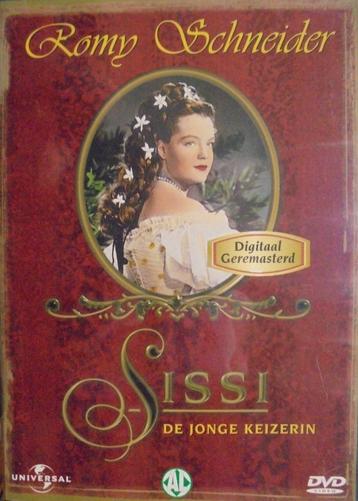 Romy Schneider
Digitaal
Geremasterd
SISSI
DE JONGE KEIZERIN
UNIVERSAL
AL
DVD
VIDEO